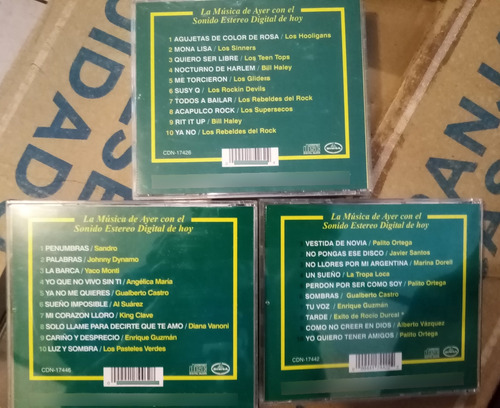 La Música de Ayer con el
Sonido Estereo Digital de hoy
1 AGUJETAS DE COLOR DE ROSA / Los Hooligans
2 MONA LISA / Los Sinners
3 QUIERO SER LIBRE / Los Teen Tops
4 NOCTURNO DE HARLEM / Bill Haley
5 ME TORCIERON / Los Gliders
6 SUSY Q / Los Rockin Devils
7 TODOS A BAILAR / Los Rebeldes del Rock
8 ACAPULCO ROCK / Los Supersecos
9 RIT IT UP / Bill Haley
10 YA NO / Los Rebeldes del Rock
CDN-17426
La Música de Ayer con el
Sonido Estereo Digital de hoy
1 PENUMBRAS / Sandro
2 PALABRAS / Johnny Dynamo
3 LA BARCA / Yaco Monti
4 YO QUE NO VIVO SIN TI / Angélica María
5 YA NO ME QUIERES / Gualberto Castro
6 SUEÑO IMPOSIBLE / Al Suárez
7 MI CORAZON LLORO / King Clave
8 SOLO LLAME PARA DECIRTE QUE TE AMO / Diana Vanoni
9 CARIÑO Y DESPRECIO / Enrique Guzmán
10 LUZ Y SOMBRA / Los Pasteles Verdes
CDN-17446
La Música de Ayer con el
Sonido Estereo Digital de hoy
VESTIDA DE NOVIA / Palito Ortega
NO PONGAS ESE DISCO / Javier Santos
NO LLORES POR MI ARGENTINA / Marina Dorell
UN SUEÑO / La Tropa Loca
PERDON POR SER COMO SOY / Palito Ortega
SOMBRAS / Gualberto Castro
TU VOZ / Enrique Guzmán
TARDE / Exito de Rocío Durcal *
COMO NO CREER EN DIOS / Alberto Vázquez
YO QUIERO TENER AMIGOS / Palito Ortega
CDN-17442